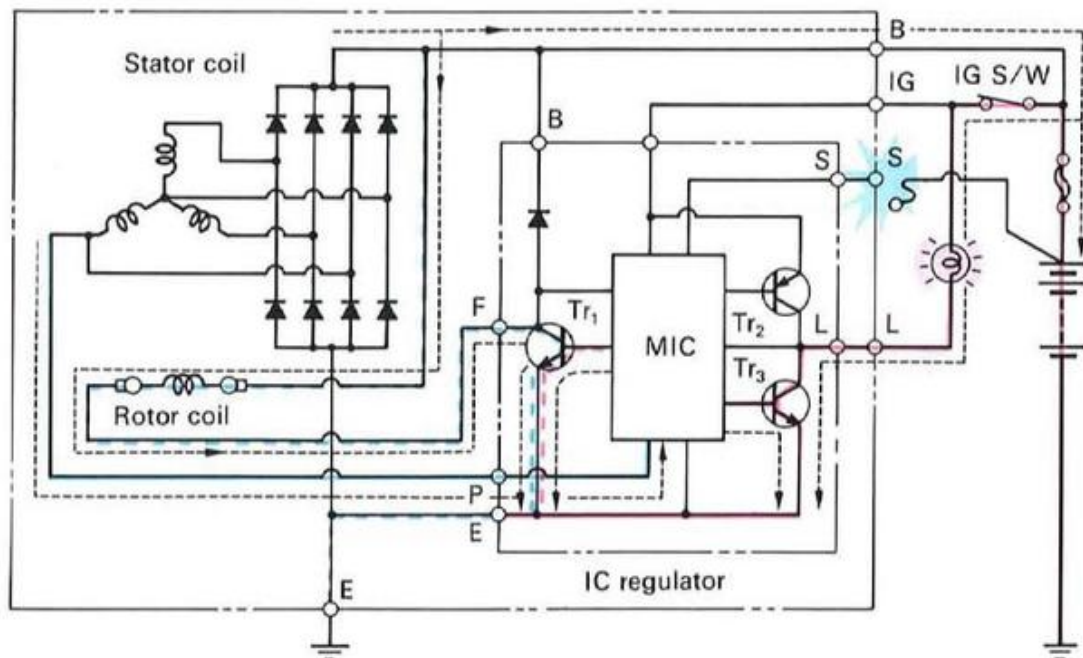 B
Stator coil
IG
IG S/W
B
S
S
F
Tr1
Tr2
L
L
MIC
Tr3
Rotor coil
P
E
IC regulator
E